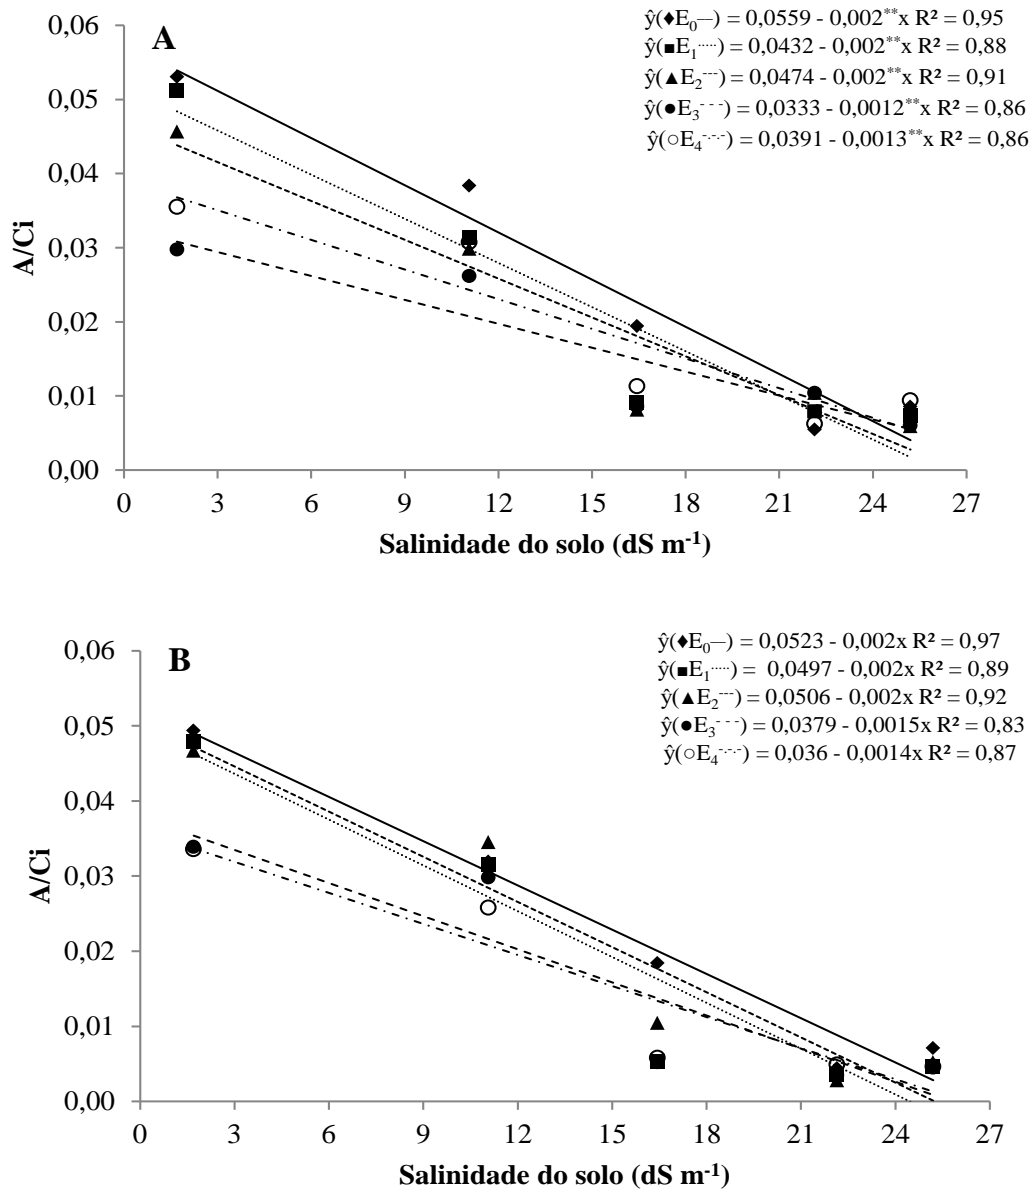 A
ŷ(♦E₀—) = 0,0559 - 0,002**x R² = 0,95
ŷ(■E₁·····) = 0,0432 - 0,002**x R² = 0,88
ŷ(▲E₂---) = 0,0474 - 0,002**x R² = 0,91
ŷ(●E₃- - -) = 0,0333 - 0,0012**x R² = 0,86
ŷ(○E₄-·-·-) = 0,0391 - 0,0013**x R² = 0,86
0,06
0,05
0,04
0,03
0,02
0,01
0,00
A/Ci
0 3 6 9 12 15 18 21 24 27
Salinidade do solo (dS m⁻¹)
B
ŷ(♦E₀—) = 0,0523 - 0,002x R² = 0,97
ŷ(■E₁·····) = 0,0497 - 0,002x R² = 0,89
ŷ(▲E₂---) = 0,0506 - 0,002x R² = 0,92
ŷ(●E₃- - -) = 0,0379 - 0,0015x R² = 0,83
ŷ(○E₄-·-·-) = 0,036 - 0,0014x R² = 0,87
0,06
0,05
0,04
0,03
0,02
0,01
0,00
A/Ci
0 3 6 9 12 15 18 21 24 27
Salinidade do solo (dS m⁻¹)